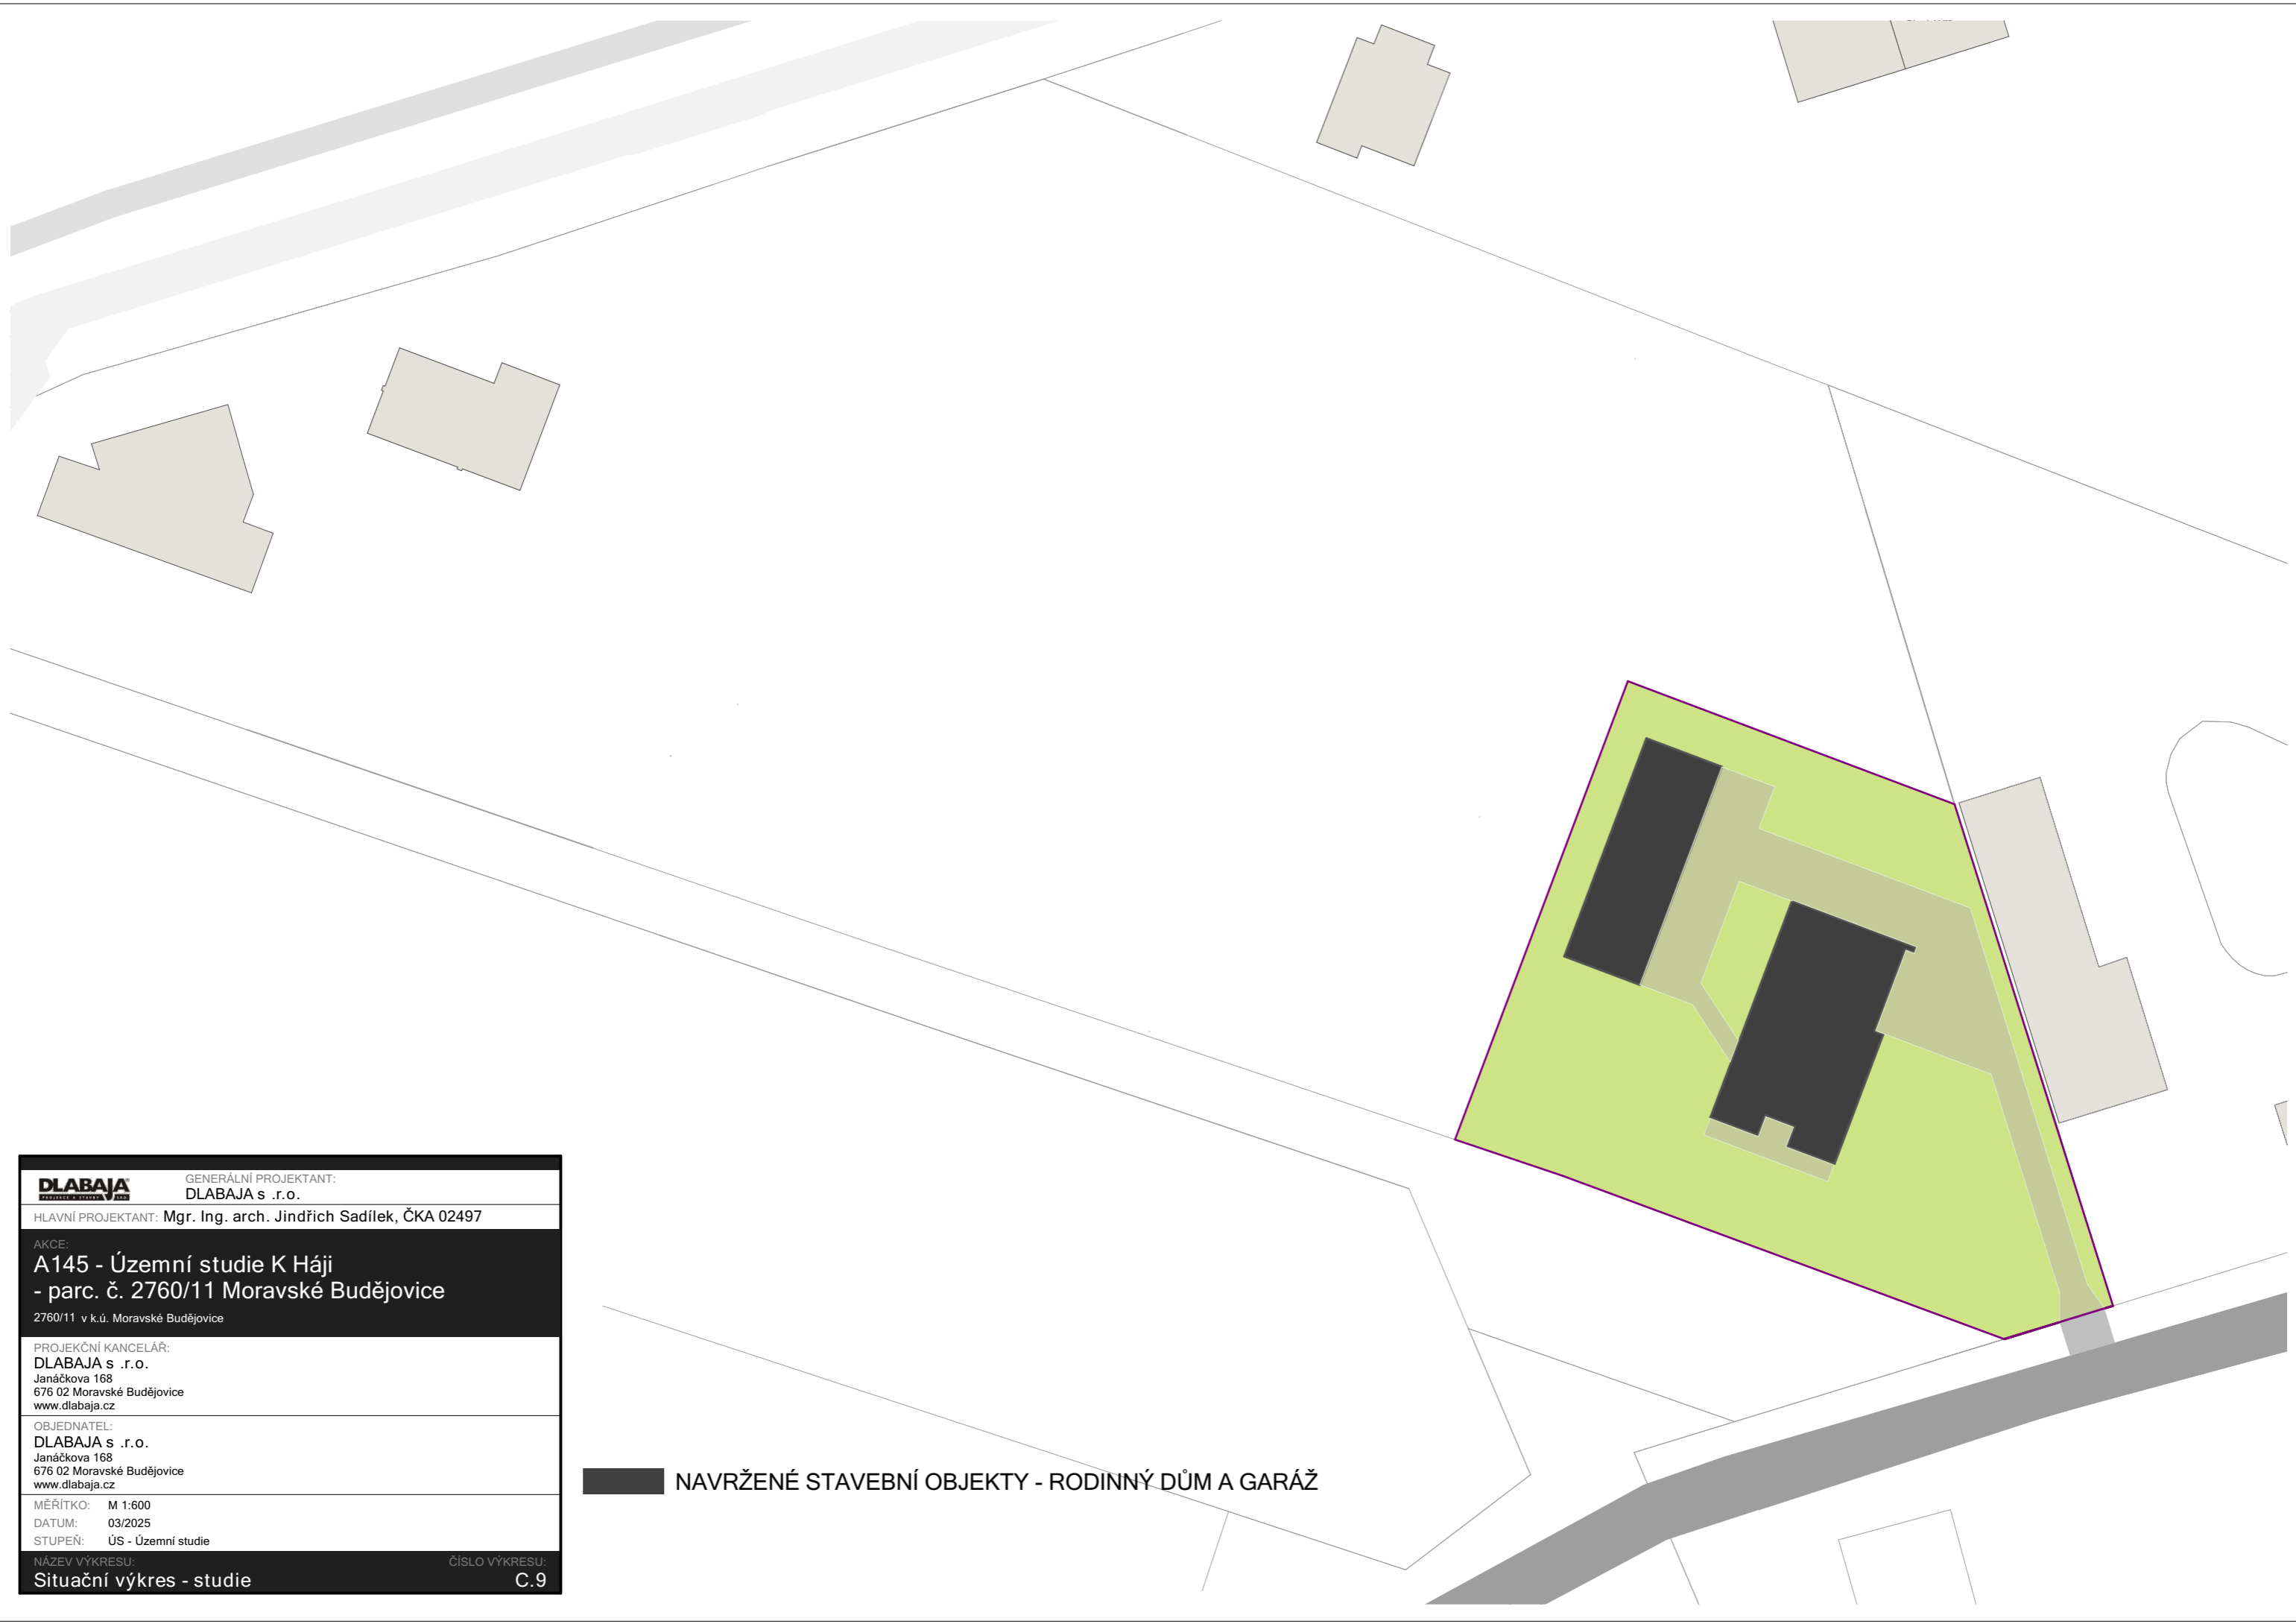 DLABAJA
PROJEKCE A STAVBY s.r.o.
GENERÁLNÍ PROJEKTANT:
DLABAJA s .r.o.
HLAVNÍ PROJEKTANT: Mgr. Ing. arch. Jindřich Sadílek, ČKA 02497
AKCE:
A145 - Územní studie K Háji
- parc. č. 2760/11 Moravské Budějovice
2760/11 v k.ú. Moravské Budějovice
PROJEKČNÍ KANCELÁŘ:
DLABAJA s .r.o.
Janáčkova 168
676 02 Moravské Budějovice
www.dlabaja.cz
OBJEDNATEL:
DLABAJA s .r.o.
Janáčkova 168
676 02 Moravské Budějovice
www.dlabaja.cz
MĚŘÍTKO: M 1:600
DATUM: 03/2025
STUPEŇ: ÚS - Územní studie
NÁZEV VÝKRESU: ČÍSLO VÝKRESU:
Situační výkres - studie C.9
NAVRŽENÉ STAVEBNÍ OBJEKTY - RODINNÝ DŮM A GARÁŽ